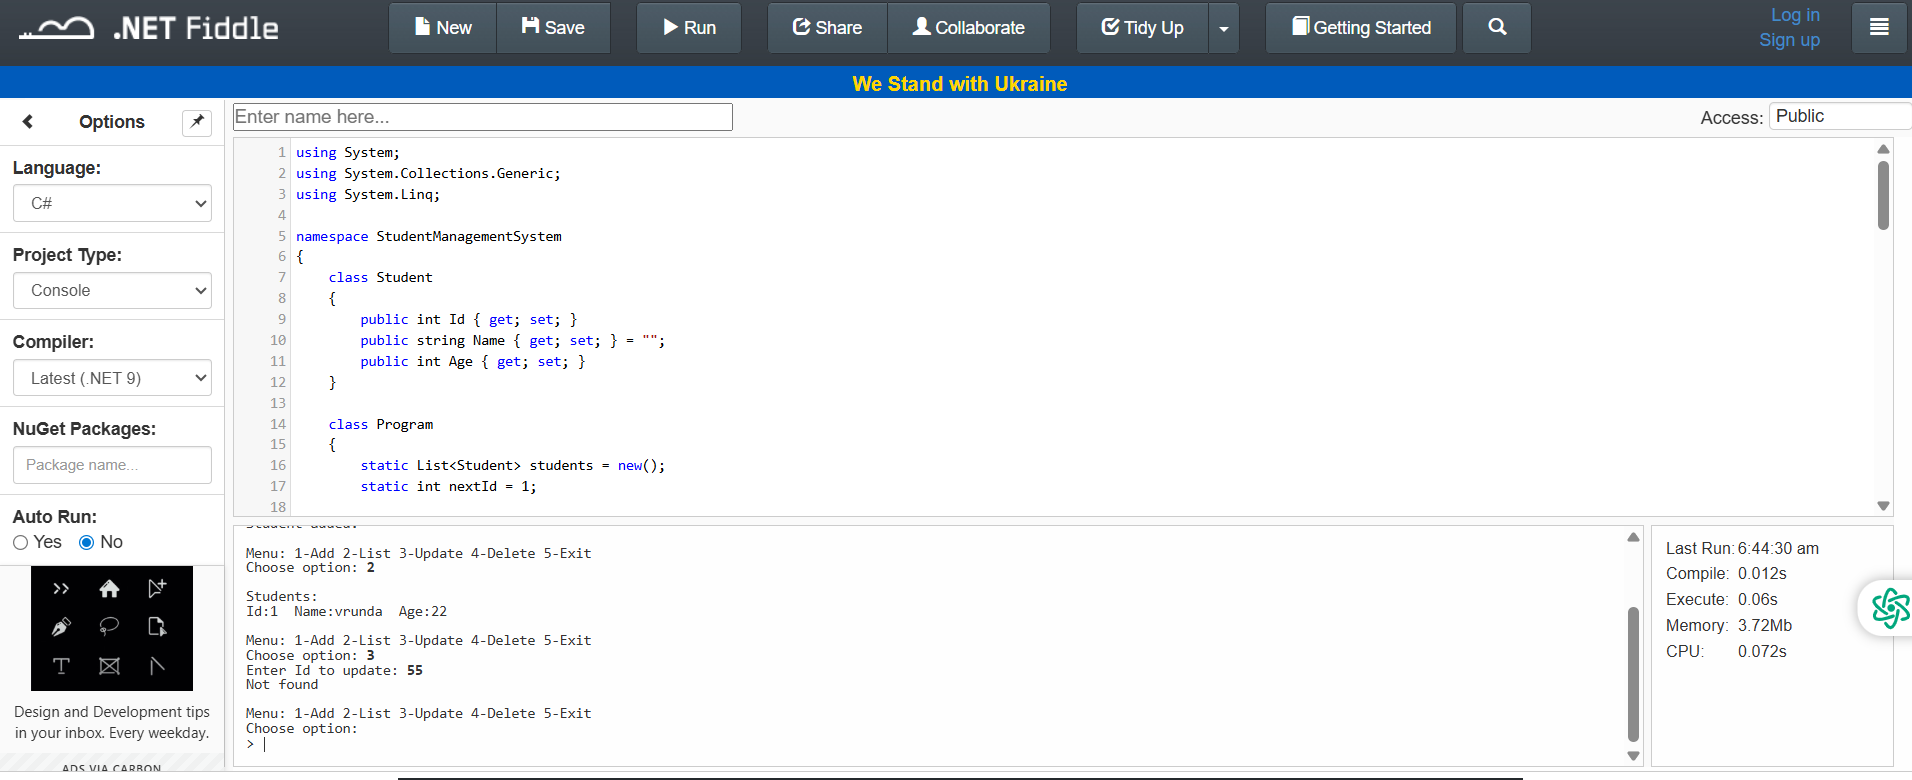 .NET Fiddle
New
Save
Run
Share
Collaborate
Tidy Up
Getting Started
Log in
Sign up
We Stand with Ukraine
Options
Enter name here...
Access:
Public
Language:
C#
Project Type:
Console
Compiler:
Latest (.NET 9)
NuGet Packages:
Package name...
Auto Run:
Yes
No
Design and Development tips
in your inbox. Every weekday.
ADS VIA CARBON
1 using System;
2 using System.Collections.Generic;
3 using System.Linq;
4
5 namespace StudentManagementSystem
6 {
7 class Student
8 {
9 public int Id { get; set; }
10 public string Name { get; set; } = "";
11 public int Age { get; set; }
12 }
13
14 class Program
15 {
16 static List<Student> students = new();
17 static int nextId = 1;
18
Student added.
Menu: 1-Add 2-List 3-Update 4-Delete 5-Exit
Choose option: 2
Students:
Id:1 Name:vrunda Age:22
Menu: 1-Add 2-List 3-Update 4-Delete 5-Exit
Choose option: 3
Enter Id to update: 55
Not found
Menu: 1-Add 2-List 3-Update 4-Delete 5-Exit
Choose option:
>
Last Run: 6:44:30 am
Compile: 0.012s
Execute: 0.06s
Memory: 3.72Mb
CPU: 0.072s